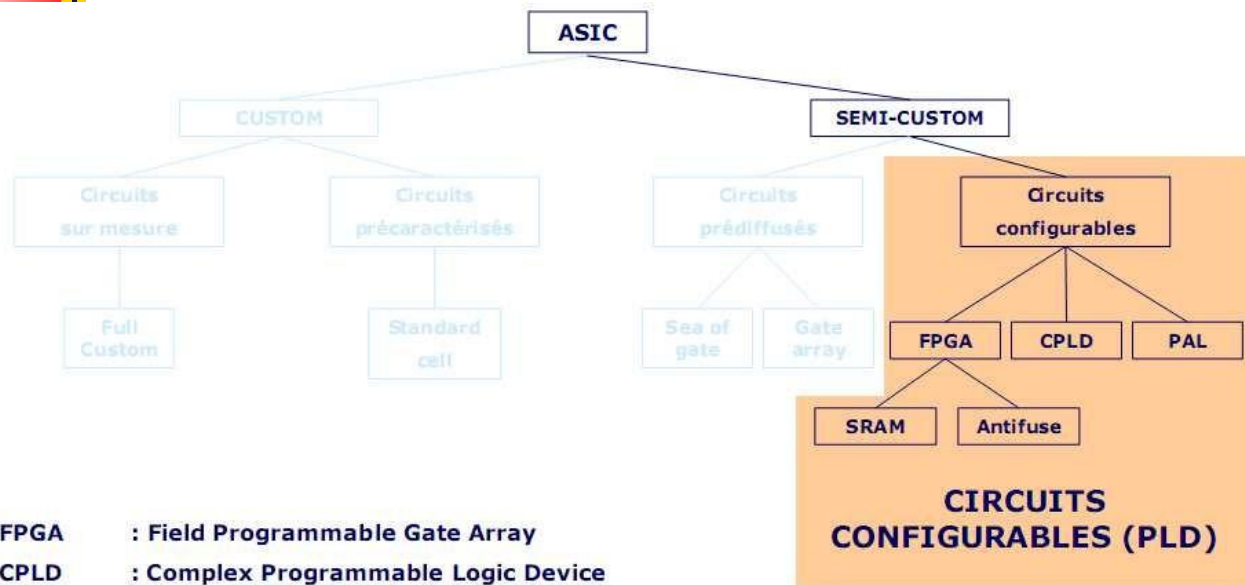 ASIC
CUSTOM
SEMI-CUSTOM
Circuits
sur mesure
Circuits
précaractérisés
Circuits
prédiffusés
Circuits
configurables
Full
Custom
Standard
cell
Sea of
gate
Gate
array
FPGA
CPLD
PAL
SRAM
Antifuse
CIRCUITS
CONFIGURABLES (PLD)
FPGA : Field Programmable Gate Array
CPLD : Complex Programmable Logic Device